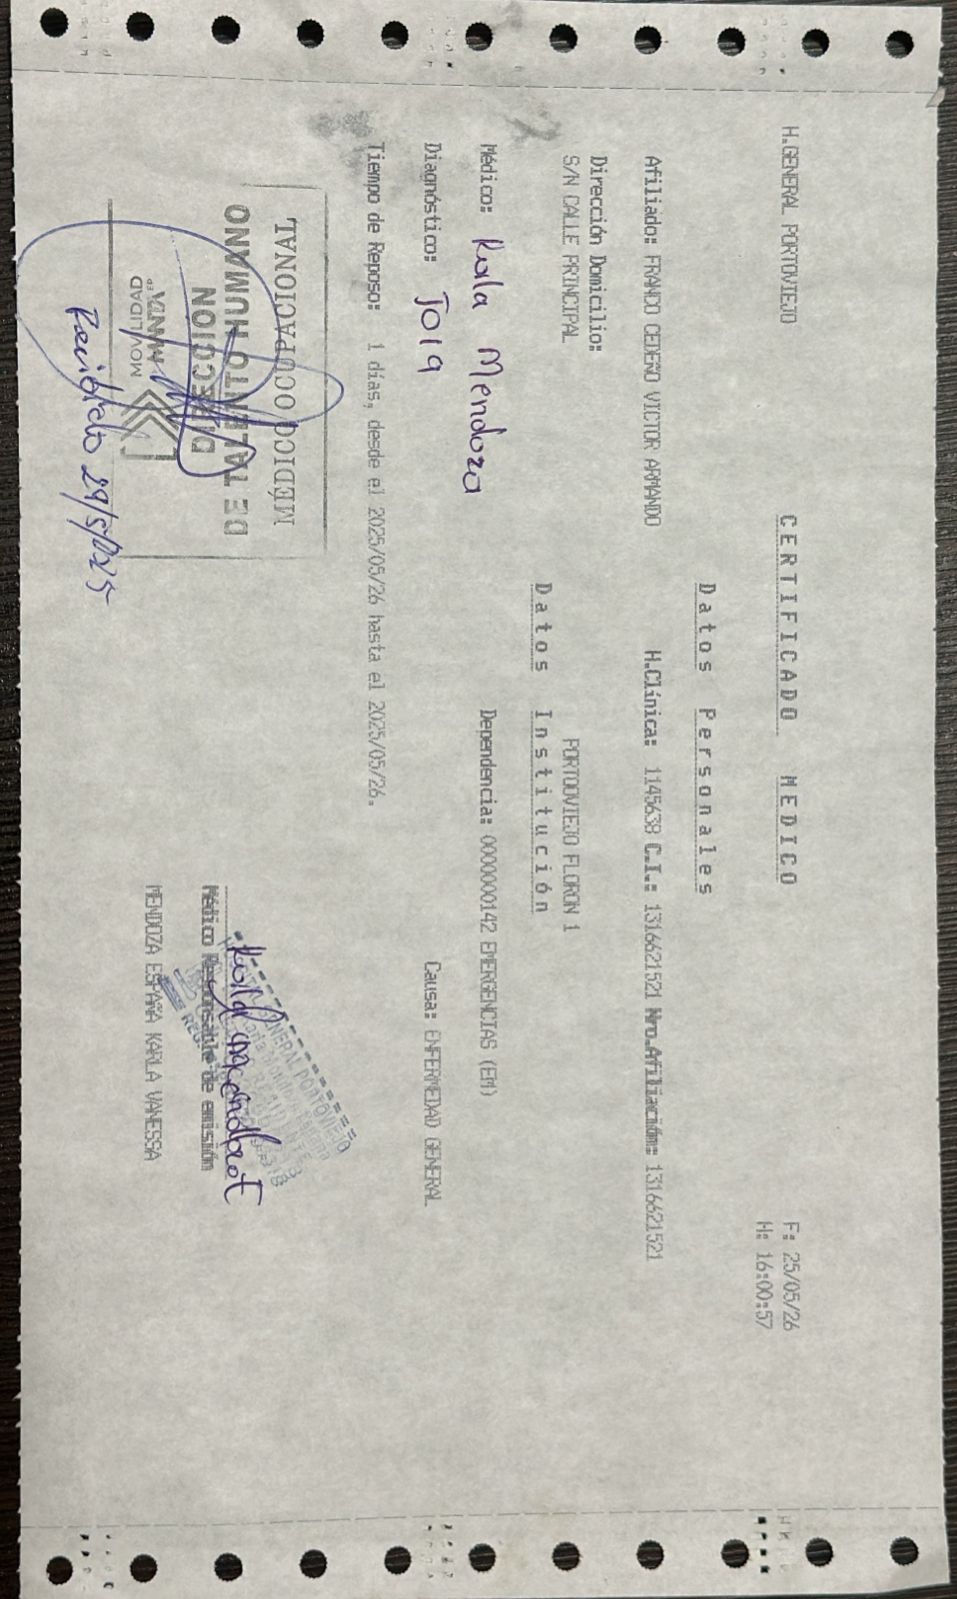 H.GENERAL PORTOVIEJO
F: 25/05/26
C E R T I F I C A D O   M E D I C O
H: 16:00:57
D a t o s   P e r s o n a l e s
Afiliado: FRANCO CEDEÑO VICTOR ARMANDO H.Clínica: 1145638 C.I.: 1316621521 Nro.Afiliación: 1316621521
Dirección Domicilio:
S/N CALLE PRINCIPAL PORTOVIEJO FLORON 1
D a t o s   I n s t i t u c i ó n
Médico: Karla Mendoza Dependencia: 0000000142 EMERGENCIAS (EM)
Diagnóstico: J019 Causa: ENFERMEDAD GENERAL
Tiempo de Reposo: 1 días, desde el 2025/05/26 hasta el 2025/05/26.
MÉDICO OCUPACIONAL
DE TALENTO HUMANO
DIRECCIÓN
MANTA EP
MOVILIDAD
Recibido 29/5/2025
GENERAL PORTOVIEJO
Médico Responsable de emisión
MENDOZA ESPAÑA KARLA VANESSA